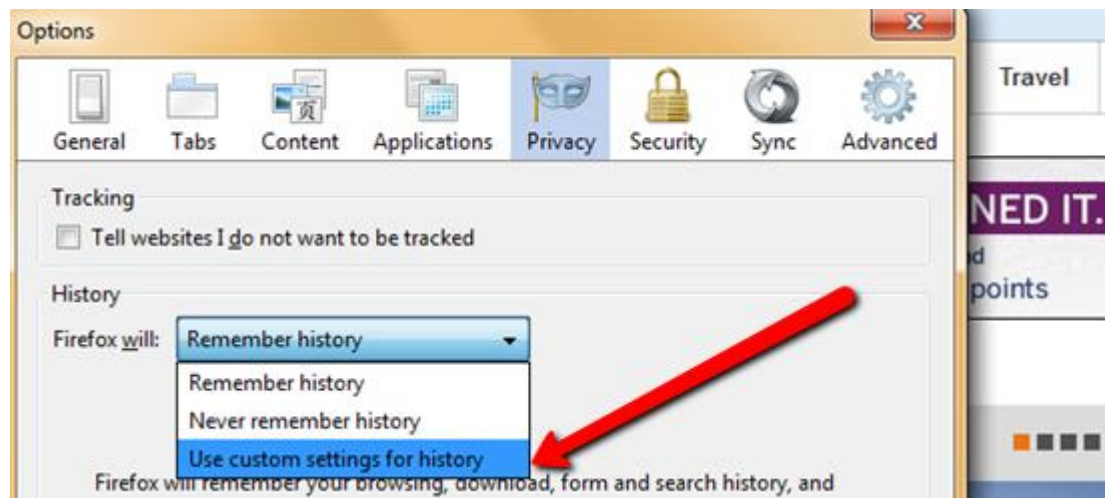 Options
Travel
General Tabs Content Applications Privacy Security Sync Advanced
页
Tracking
Tell websites I do not want to be tracked
NED IT.
points
History
Firefox will: Remember history
Remember history
Never remember history
Use custom settings for history
Firefox will remember your browsing, download, form and search history, and